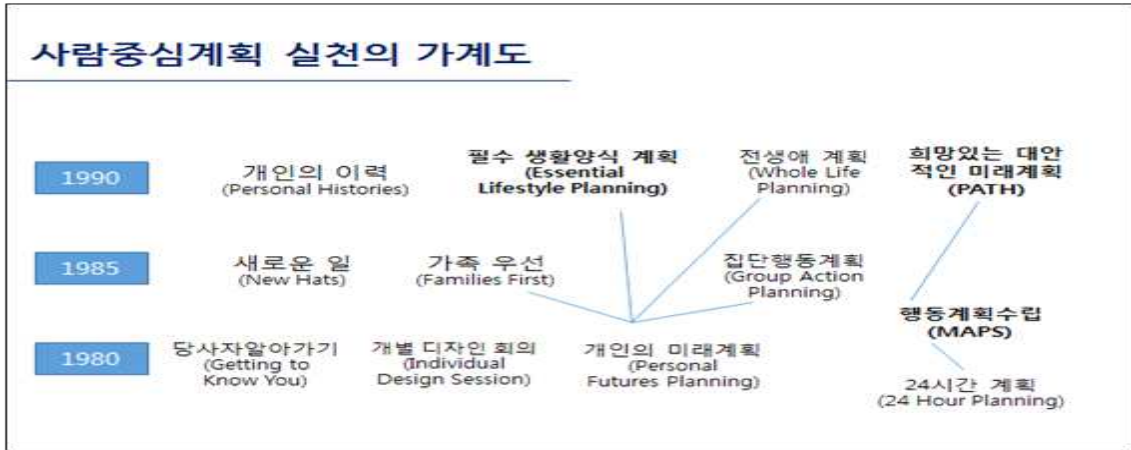 사람중심계획 실천의 가계도
1990
개인의 이력
(Personal Histories)
필수 생활양식 계획
(Essential
Lifestyle Planning)
전생애 계획
(Whole Life
Planning)
희망있는 대안
적인 미래계획
(PATH)
1985
새로운 일
(New Hats)
가족 우선
(Families First)
집단행동계획
(Group Action
Planning)
행동계획수립
(MAPS)
1980
당사자알아가기
(Getting to
Know You)
개별 디자인 회의
(Individual
Design Session)
개인의 미래계획
(Personal
Futures Planning)
24시간 계획
(24 Hour Planning)